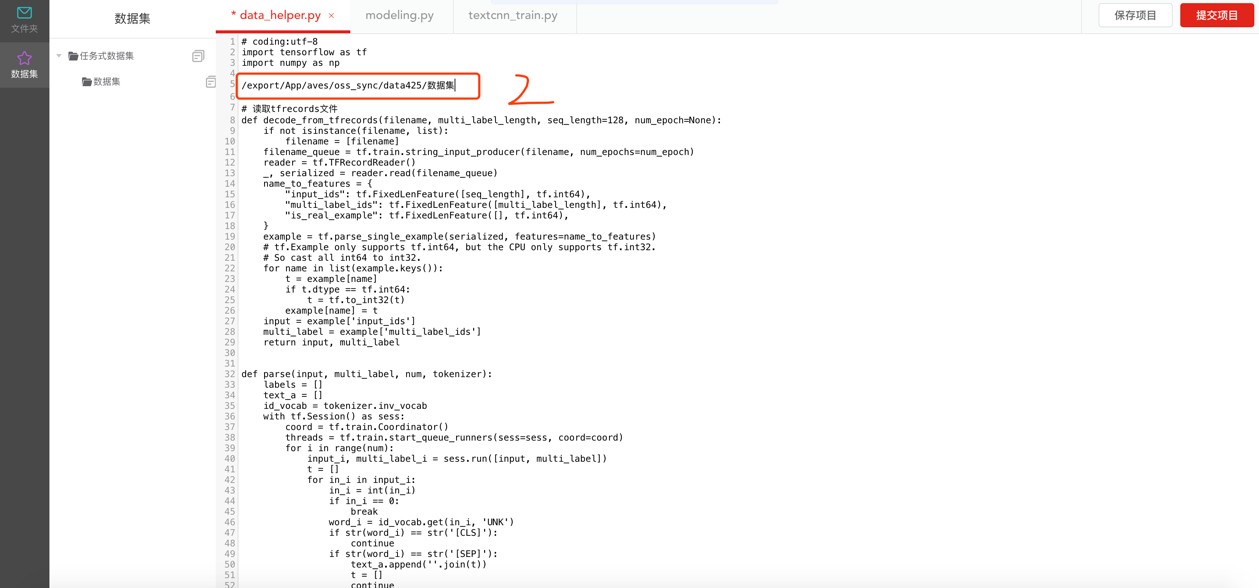 文件夹
数据集
数据集
任务式数据集
数据集
* data_helper.py ×
modeling.py
textcnn_train.py
保存项目
提交项目
1 # coding:utf-8
2 import tensorflow as tf
3 import numpy as np
4
5 /export/App/aves/oss_sync/data425/数据集
6
2
7 # 读取tfrecords文件
8 def decode_from_tfrecords(filename, multi_label_length, seq_length=128, num_epoch=None):
9     if not isinstance(filename, list):
10         filename = [filename]
11     filename_queue = tf.train.string_input_producer(filename, num_epochs=num_epoch)
12     reader = tf.TFRecordReader()
13     _, serialized = reader.read(filename_queue)
14     name_to_features = {
15         "input_ids": tf.FixedLenFeature([seq_length], tf.int64),
16         "multi_label_ids": tf.FixedLenFeature([multi_label_length], tf.int64),
17         "is_real_example": tf.FixedLenFeature([], tf.int64),
18     }
19     example = tf.parse_single_example(serialized, features=name_to_features)
20     # tf.Example only supports tf.int64, but the CPU only supports tf.int32.
21     # So cast all int64 to int32.
22     for name in list(example.keys()):
23         t = example[name]
24         if t.dtype == tf.int64:
25             t = tf.to_int32(t)
26         example[name] = t
27     input = example['input_ids']
28     multi_label = example['multi_label_ids']
29     return input, multi_label
30
31
32 def parse(input, multi_label, num, tokenizer):
33     labels = []
34     text_a = []
35     id_vocab = tokenizer.inv_vocab
36     with tf.Session() as sess:
37         coord = tf.train.Coordinator()
38         threads = tf.train.start_queue_runners(sess=sess, coord=coord)
39         for i in range(num):
40             input_i, multi_label_i = sess.run([input, multi_label])
41             t = []
42             for in_i in input_i:
43                 in_i = int(in_i)
44                 if in_i == 0:
45                     break
46                 word_i = id_vocab.get(in_i, 'UNK')
47                 if str(word_i) == str('[CLS]'):
48                     continue
49                 if str(word_i) == str('[SEP]'):
50                     text_a.append(''.join(t))
51                     t = []
52                     continue